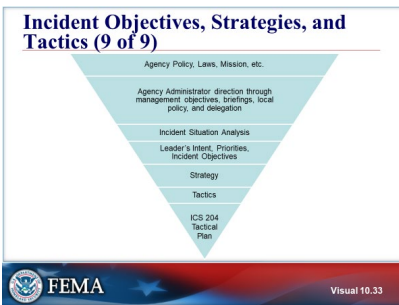 Incident Objectives, Strategies, and
Tactics (9 of 9)
Agency Policy, Laws, Mission, etc.
Agency Administrator direction through
management objectives, briefings, local
policy, and delegation
Incident Situation Analysis
Leader's Intent, Priorities,
Incident Objectives
Strategy
Tactics
ICS 204
Tactical
Plan
FEMA
Visual 10.33